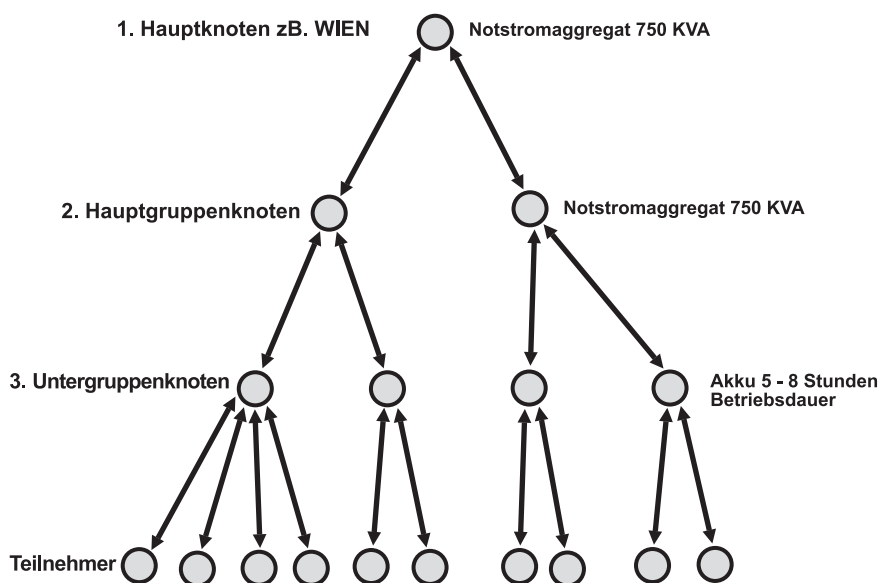 1. Hauptknoten zB. WIEN
Notstromaggregat 750 KVA
2. Hauptgruppenknoten
Notstromaggregat 750 KVA
3. Untergruppenknoten
Akku 5 - 8 Stunden
Betriebsdauer
Teilnehmer